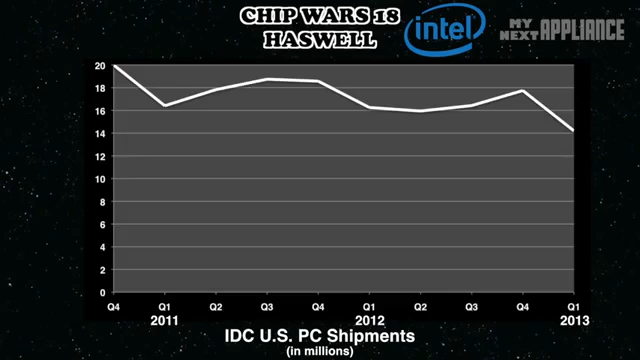 CHIP WARS 18
HASWELL
intel
MY
NEXT APPLIANCE
20
18
16
14
12
10
8
6
4
2
0
Q4 Q1 Q2 Q3 Q4 Q1 Q2 Q3 Q4 Q1
2011 2012 2013
IDC U.S. PC Shipments
(in millions)